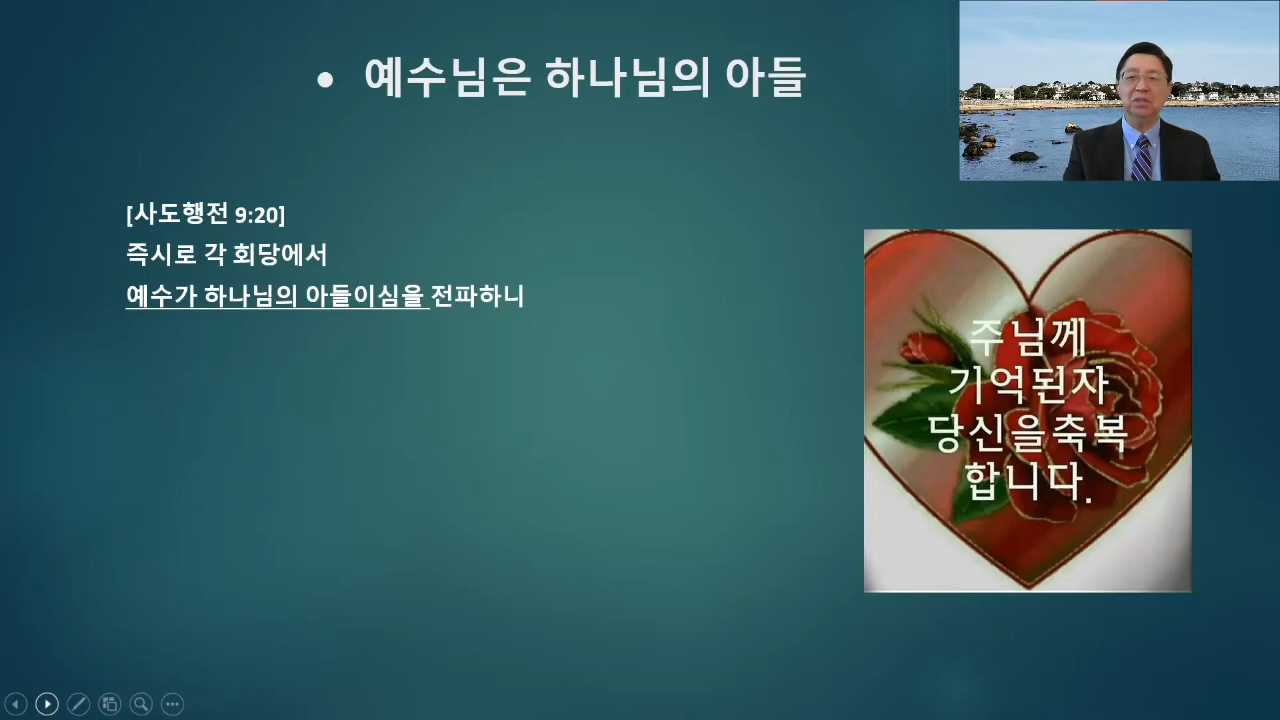 • 예수님은 하나님의 아들
[사도행전 9:20]
즉시로 각 회당에서
예수가 하나님의 아들이심을 전파하니
주님께
기억된자
당신을축복
합니다.